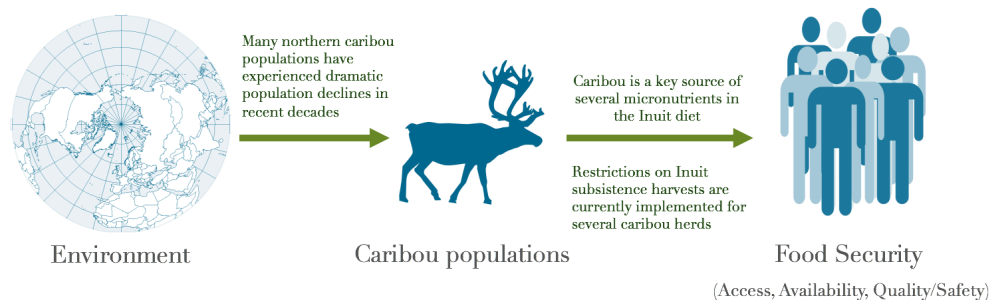 Many northern caribou
populations have
experienced dramatic
population declines in
recent decades
Caribou is a key source of
several micronutrients in
the Inuit diet
Restrictions on Inuit
subsistence harvests are
currently implemented for
several caribou herds
Environment
Caribou populations
Food Security
(Access, Availability, Quality/Safety)